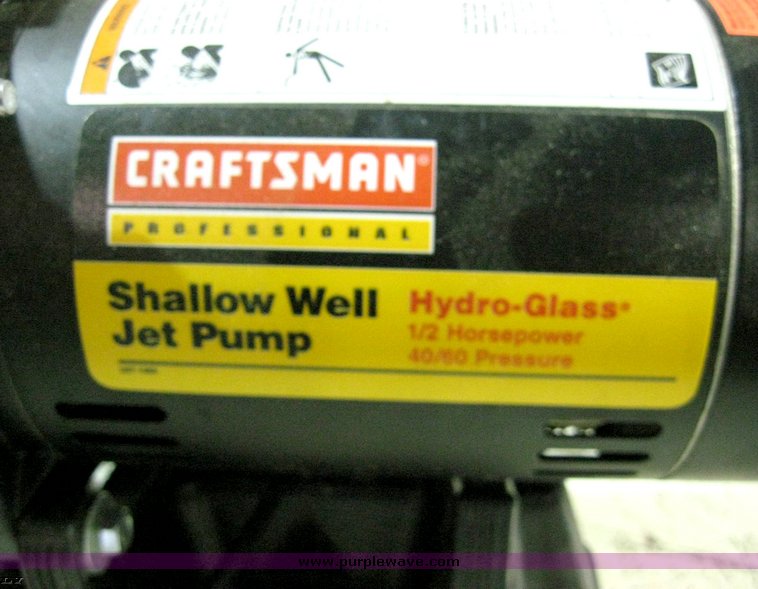 CRAFTSMAN®
PROFESSIONAL
Shallow Well
Jet Pump
Hydro-Glass®
1/2 Horsepower
40/60 Pressure
www.purplewave.com